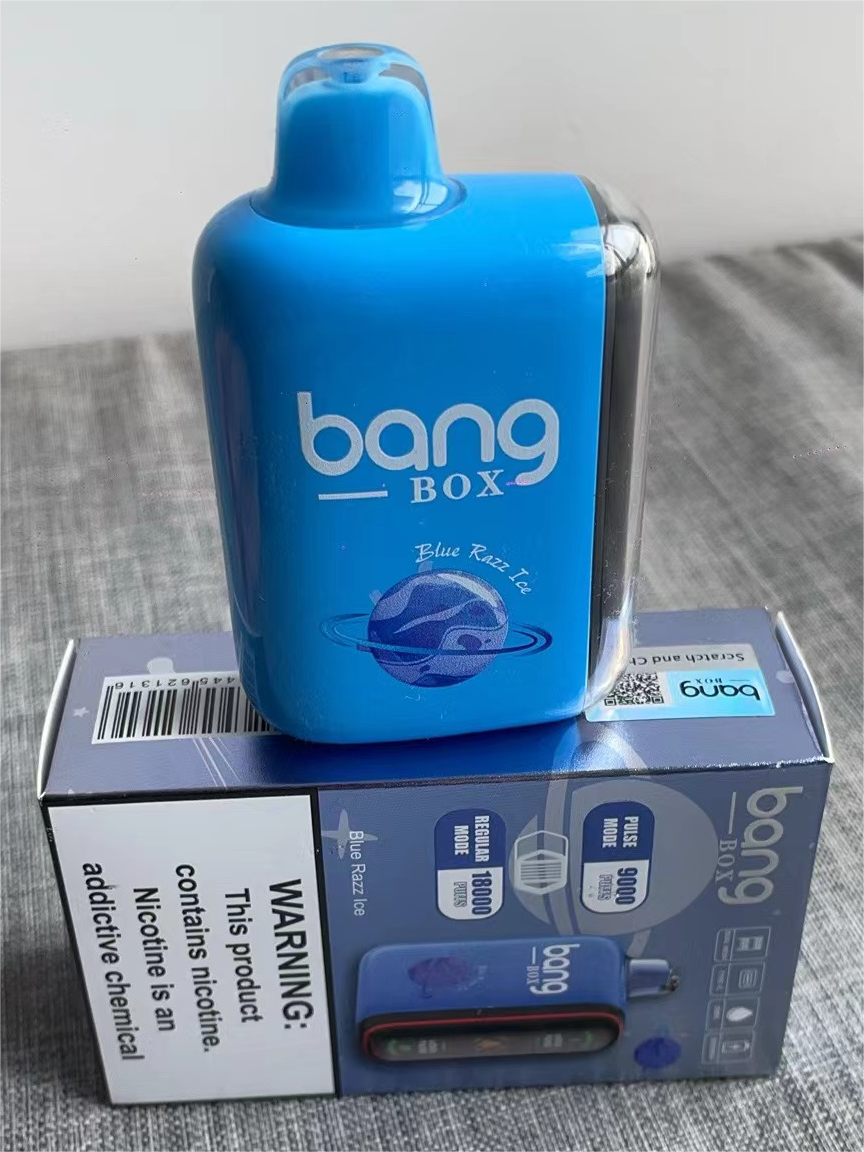 bang
BOX
Blue Razz Ice
Scratch and Ch
bang
BOX
445621316
bang
BOX
PULSE
MODE
9000
PUFFS
REGULAR
MODE
18000
PUFFS
Blue Razz Ice
bang
BOX
WARNING:
This product
contains nicotine.
Nicotine is an
addictive chemical